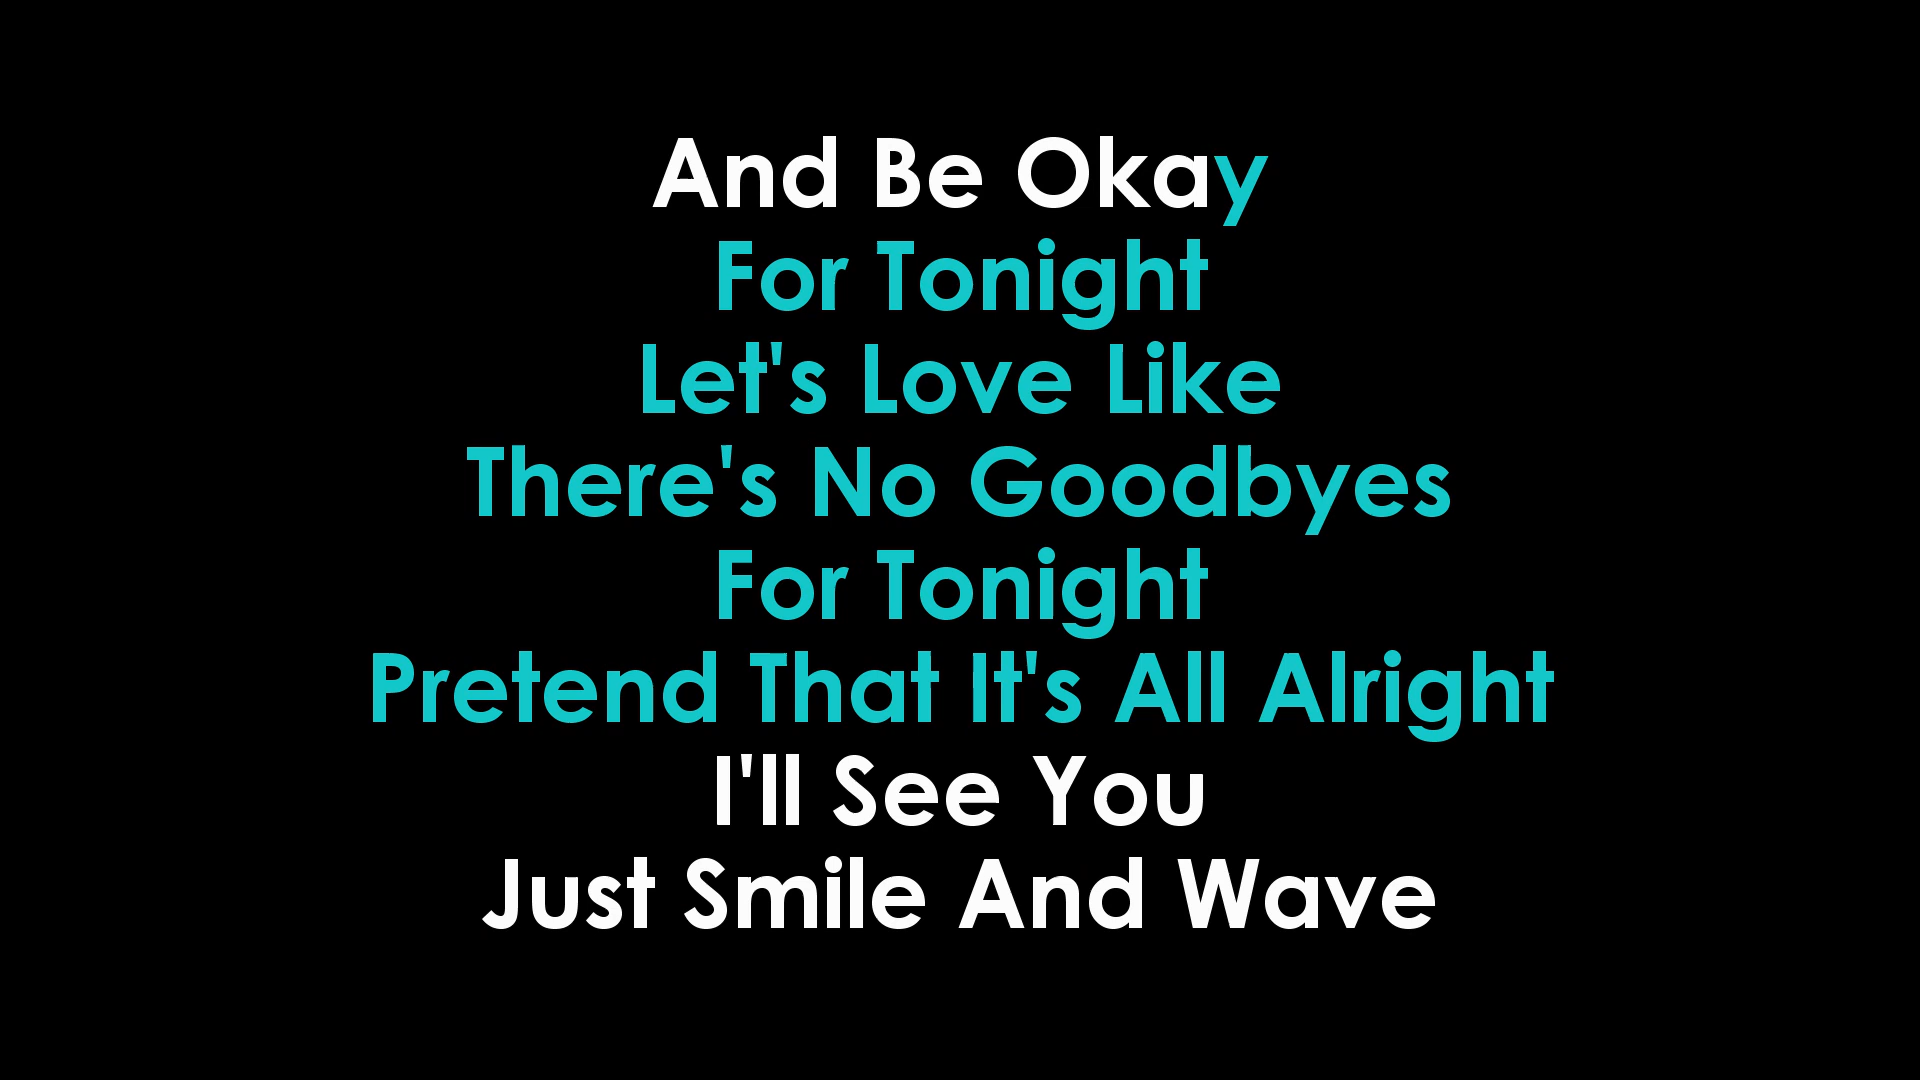 And Be Okay
For Tonight
Let's Love Like
There's No Goodbyes
For Tonight
Pretend That It's All Alright
I'll See You
Just Smile And Wave